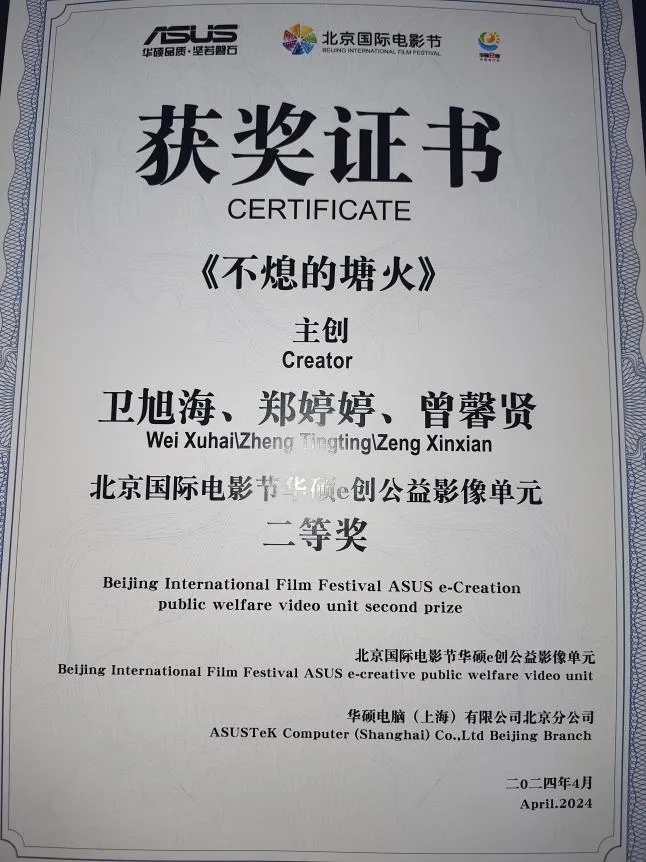 ASUS
华硕品质·坚若磐石
北京国际电影节
BEIJING INTERNATIONAL FILM FESTIVAL
获奖证书
CERTIFICATE
《不熄的塘火》
主创
Creator
卫旭海、郑婷婷、曾馨贤
Wei Xuhai\Zheng Tingting\Zeng Xinxian
北京国际电影节华硕e创公益影像单元
二等奖
Beijing International Film Festival ASUS e-Creation
public welfare video unit second prize
北京国际电影节华硕e创公益影像单元
Beijing International Film Festival ASUS e-creative public welfare video unit
华硕电脑（上海）有限公司北京分公司
ASUSTeK Computer (Shanghai) Co.,Ltd Beijing Branch
二0二四年4月
April.2024